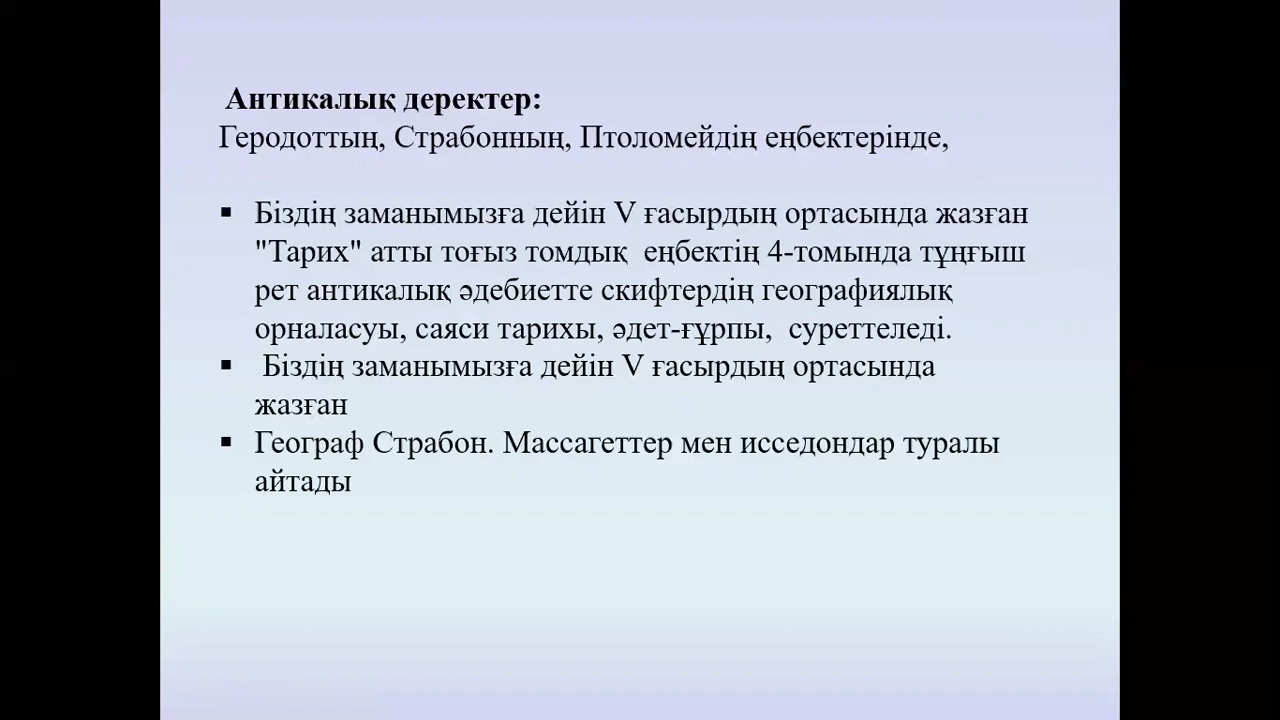 Антикалық деректер:
Геродоттың, Страбонның, Птоломейдің еңбектерінде,
▪ Біздің заманымызға дейін V ғасырдың ортасында жазған
"Тарих" атты тоғыз томдық  еңбектің 4-томында тұңғыш
рет антикалық әдебиетте скифтердің географиялық
орналасуы, саяси тарихы, әдет-ғұрпы,  суреттеледі.
▪ Біздің заманымызға дейін V ғасырдың ортасында
жазған
▪ Географ Страбон. Массагеттер мен исседондар туралы
айтады